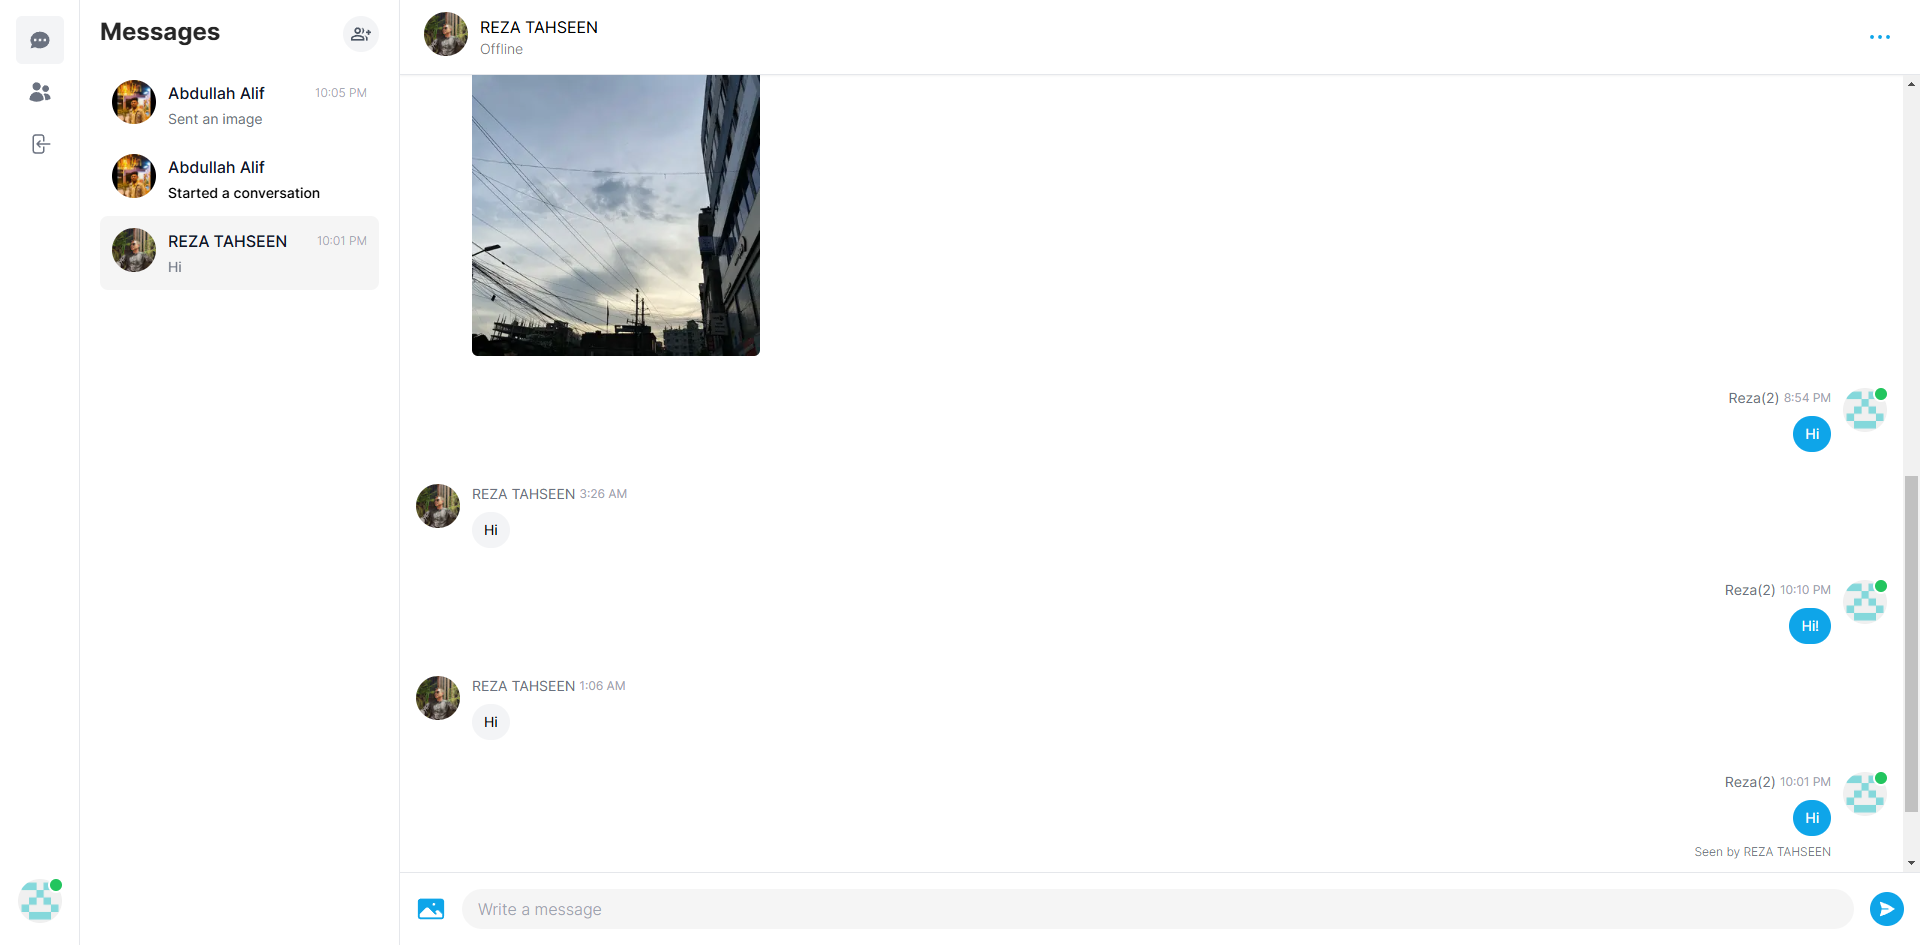 Messages
Abdullah Alif 10:05 PM
Sent an image
Abdullah Alif
Started a conversation
REZA TAHSEEN 10:01 PM
Hi
REZA TAHSEEN
Offline
Reza(2) 8:54 PM
Hi
REZA TAHSEEN 3:26 AM
Hi
Reza(2) 10:10 PM
Hi!
REZA TAHSEEN 1:06 AM
Hi
Reza(2) 10:01 PM
Hi
Seen by REZA TAHSEEN
Write a message